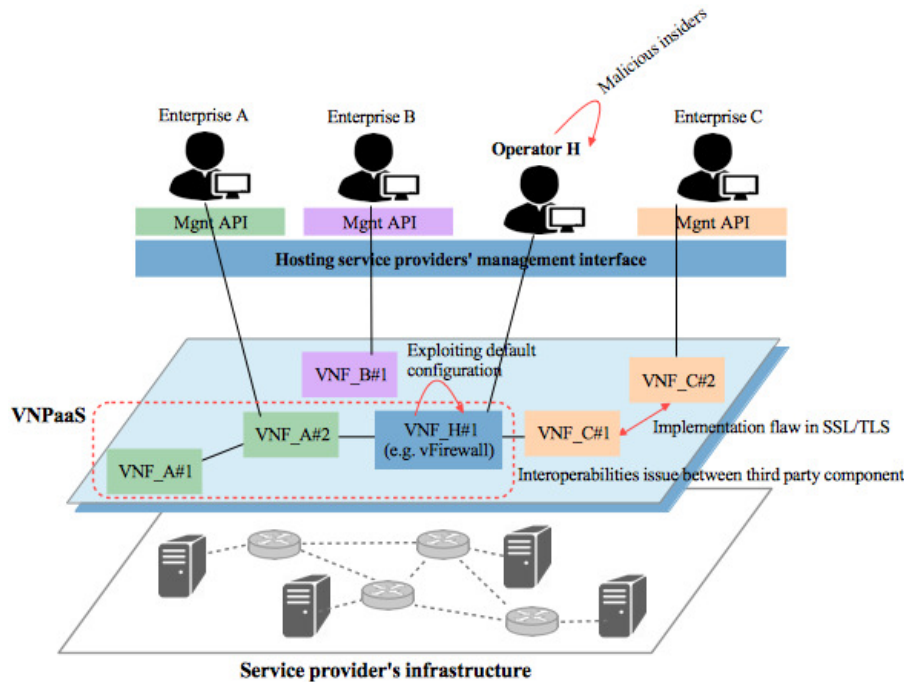 Malicious insiders
Enterprise A
Enterprise B
Operator H
Enterprise C
Mgnt API
Mgnt API
Mgnt API
Hosting service providers' management interface
Exploiting default
configuration
VNF_B#1
VNF_C#2
VNPaaS
VNF_A#2
VNF_H#1
(e.g. vFirewall)
VNF_C#1
Implementation flaw in SSL/TLS
VNF_A#1
Interoperabilities issue between third party component
Service provider's infrastructure